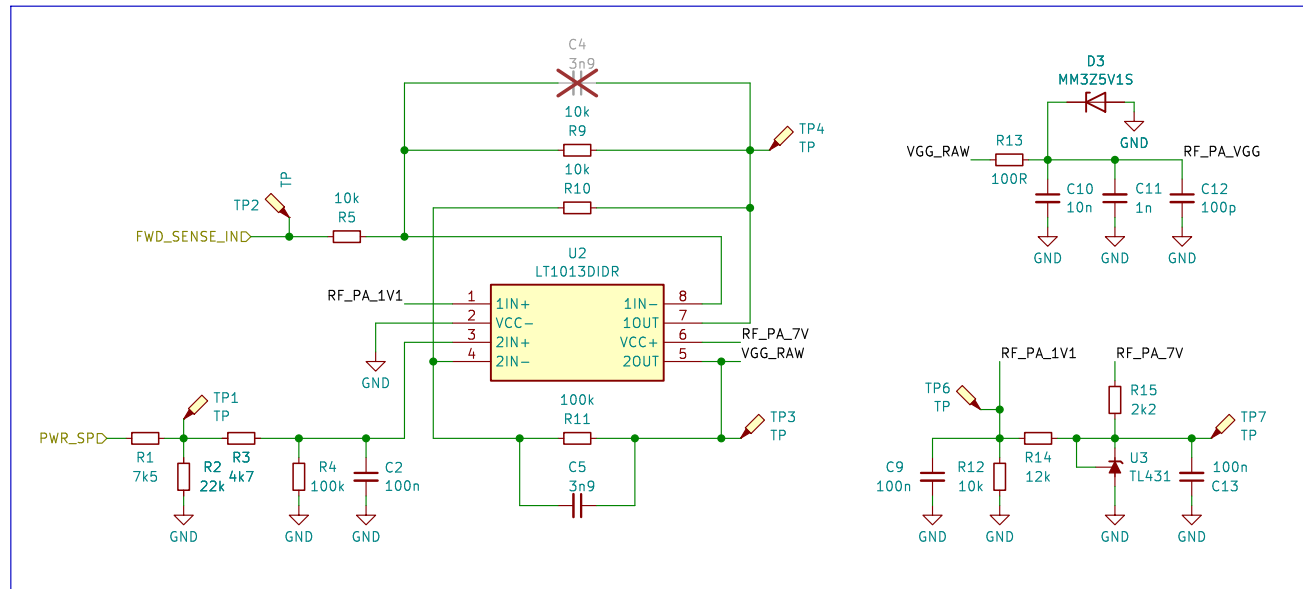 C4
3n9
10k
R9
TP4
TP
10k
R10
TP
TP2
10k
R5
FWD_SENSE_IN
U2
LT1013DIDR
RF_PA_1V1
1
1IN+
1IN-
8
2
VCC-
1OUT
7
3
2IN+
VCC+
6
RF_PA_7V
4
2IN-
2OUT
5
VGG_RAW
GND
TP1
TP
100k
R11
TP3
TP
PWR_SP
R1
7k5
R2
22k
R3
4k7
R4
100k
C2
100n
C5
3n9
GND
GND
GND
D3
MM3Z5V1S
GND
VGG_RAW
R13
100R
RF_PA_VGG
C10
10n
C11
1n
C12
100p
GND
GND
GND
RF_PA_1V1
RF_PA_7V
TP6
TP
R15
2k2
TP7
TP
C9
100n
R12
10k
R14
12k
U3
TL431
100n
C13
GND
GND
GND
GND